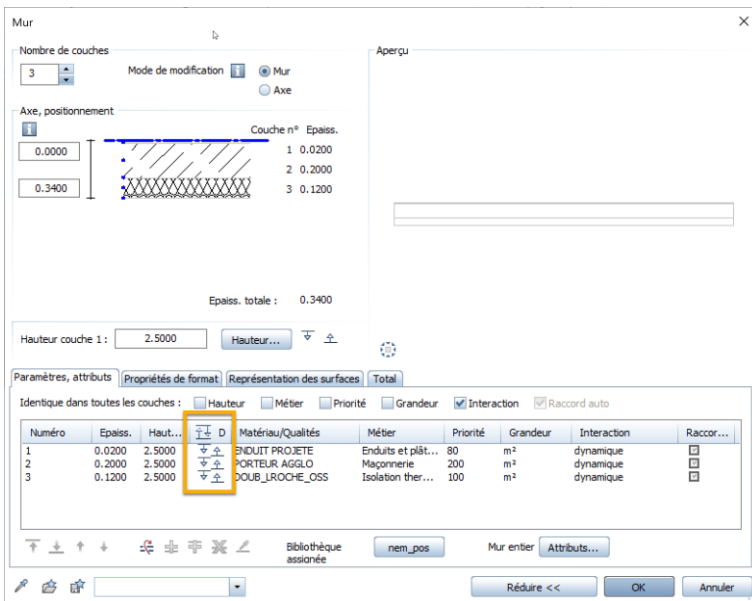 Mur
Nombre de couches
3
Mode de modification
Mur
Axe
Aperçu
Axe, positionnement
0.0000
0.3400
Couche n° Epaiss.
1 0.0200
2 0.2000
3 0.1200
Epaiss. totale : 0.3400
Hauteur couche 1 : 2.5000 Hauteur...
Paramètres, attributs Propriétés de format Représentation des surfaces Total
Identique dans toutes les couches : Hauteur Métier Priorité Grandeur Interaction Raccord auto
Numéro Epaiss. Haut... D Matériau/Qualités Métier Priorité Grandeur Interaction Raccor...
1 0.0200 2.5000 ENDUIT PROJETE Enduits et plât... 80 m² dynamique
2 0.2000 2.5000 PORTEUR AGGLO Maçonnerie 200 m² dynamique
3 0.1200 2.5000 DOUB_LROCHE_OSS Isolation ther... 100 m² dynamique
Bibliothèque assignée nem_pos Mur entier Attributs...
Réduire << OK Annuler